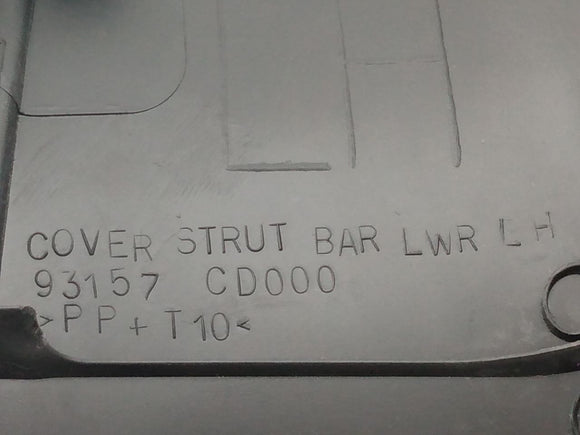 COVER STRUT BAR LWR LH
93157 CD000
>PP+T10<